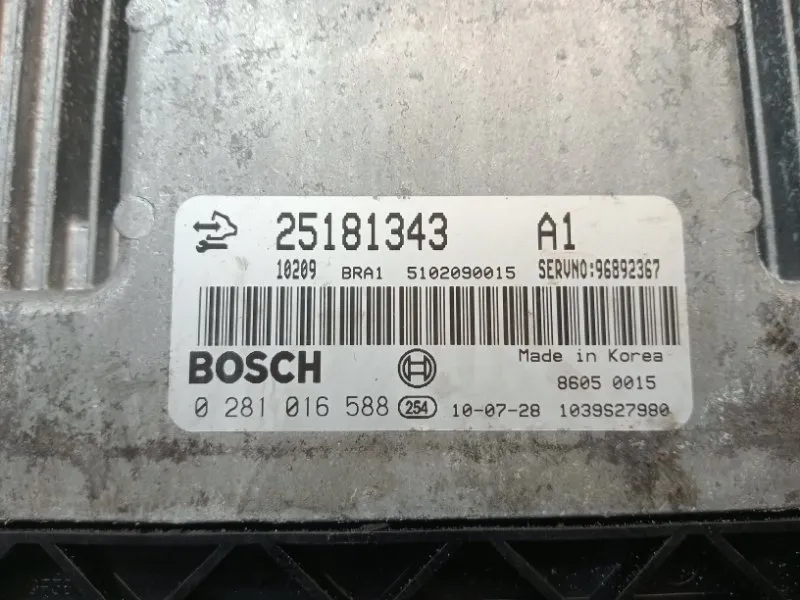 25181343 A1
10209 BRA1 5102090015 SERVNO:96892367
BOSCH Made in Korea
8605 0015
0 281 016 588 254 10-07-28 1039S27980